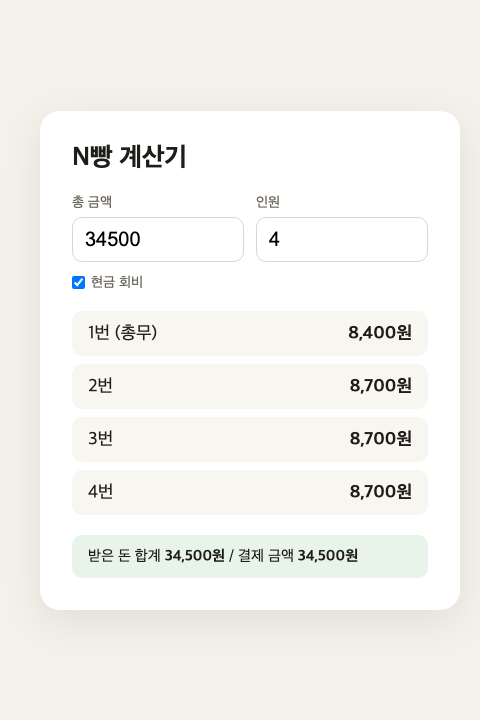 N빵 계산기
총 금액 인원
34500 4
현금 회비
1번 (총무) 8,400원
2번 8,700원
3번 8,700원
4번 8,700원
받은 돈 합계 34,500원 / 결제 금액 34,500원